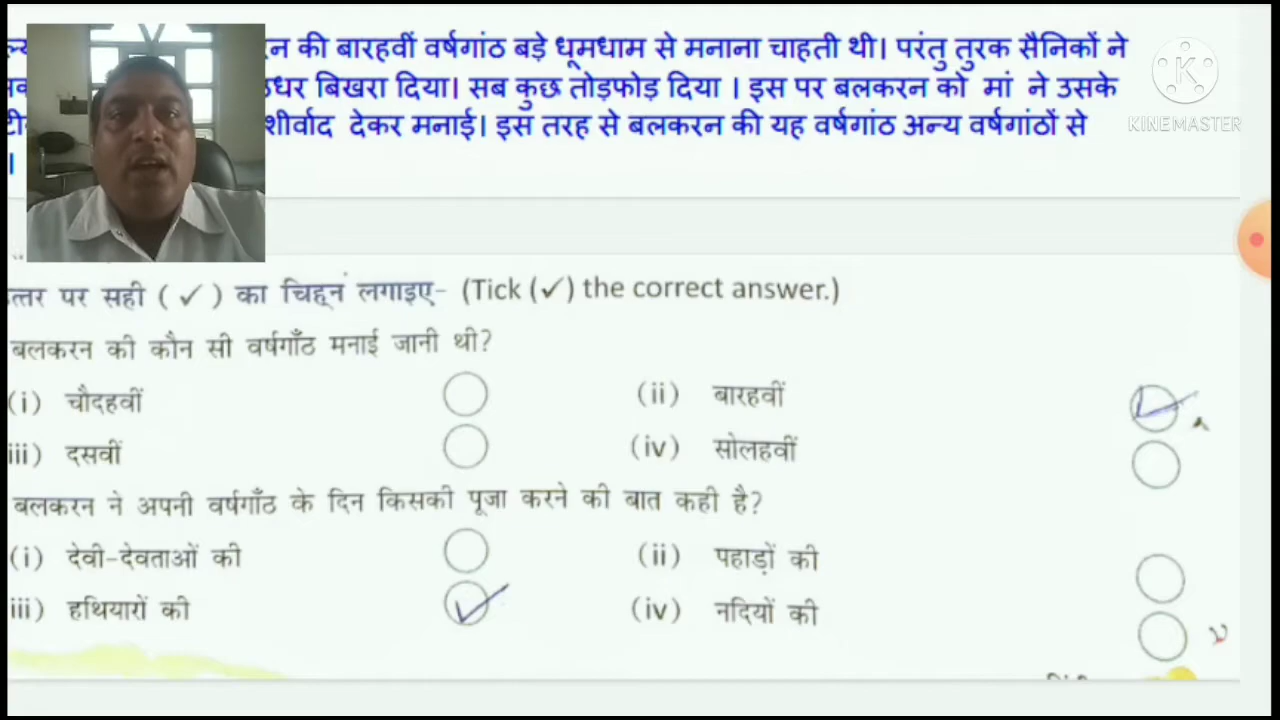 रन की बारहवीं वर्षगांठ बड़े धूमधाम से मनाना चाहती थी। परंतु तुरक सैनिकों ने
बिखरा दिया। सब कुछ तोड़फोड़ दिया । इस पर बलकरन को मां ने उसके
शीर्वाद देकर मनाई। इस तरह से बलकरन की यह वर्षगांठ अन्य वर्षगांठों से
।
K
KINEMASTER
त्तर पर सही ( ✓ ) का चिह्नं लगाइए- (Tick (✓) the correct answer.)
बलकरन की कौन सी वर्षगाँठ मनाई जानी थी?
(i) चौदहवीं (ii) बारहवीं ✓
iii) दसवीं (iv) सोलहवीं
बलकरन ने अपनी वर्षगाँठ के दिन किसकी पूजा करने की बात कही है?
(i) देवी-देवताओं की (ii) पहाड़ों की
iii) हथियारों की ✓ (iv) नदियों की